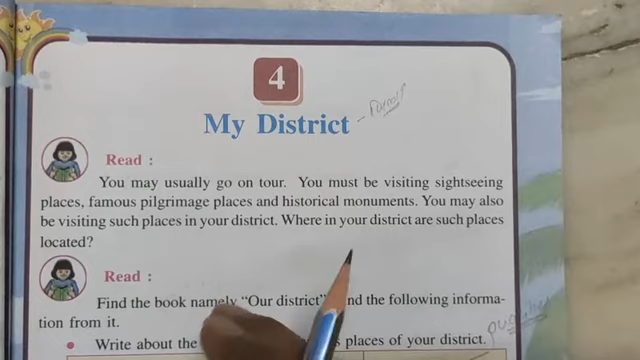 4
My District
Read :
You may usually go on tour. You must be visiting sightseeing
places, famous pilgrimage places and historical monuments. You may also
be visiting such places in your district. Where in your district are such places
located?
Read :
Find the book namely "Our district" and the following informa-
tion from it.
• Write about the places of your district.